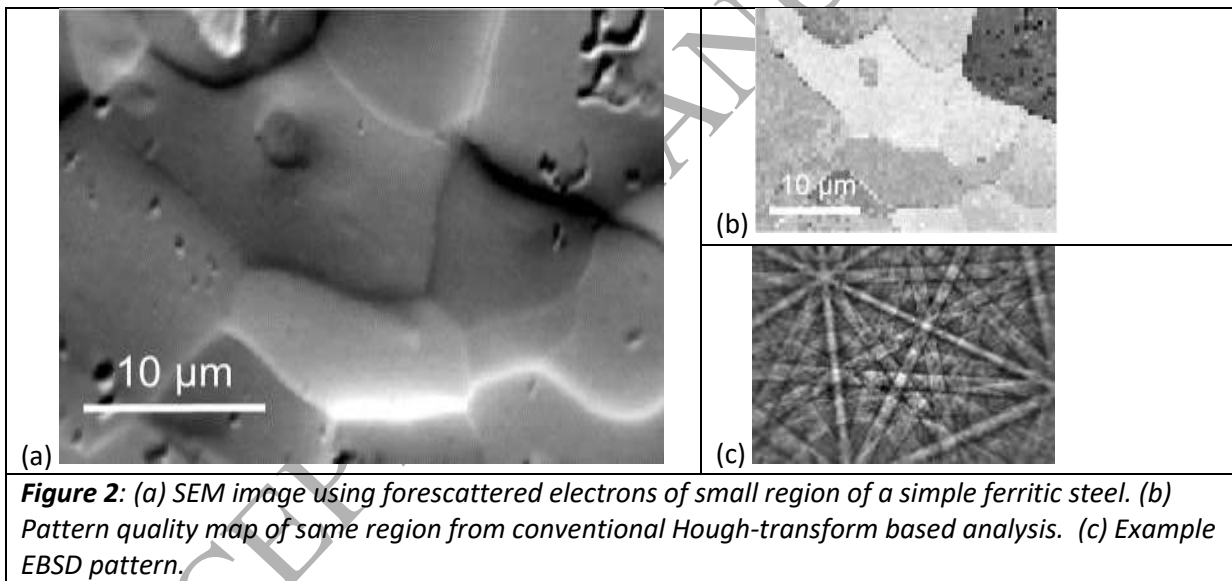 10 µm
(a)
10 µm
(b)
(c)
Figure 2: (a) SEM image using forescattered electrons of small region of a simple ferritic steel. (b)
Pattern quality map of same region from conventional Hough-transform based analysis. (c) Example
EBSD pattern.